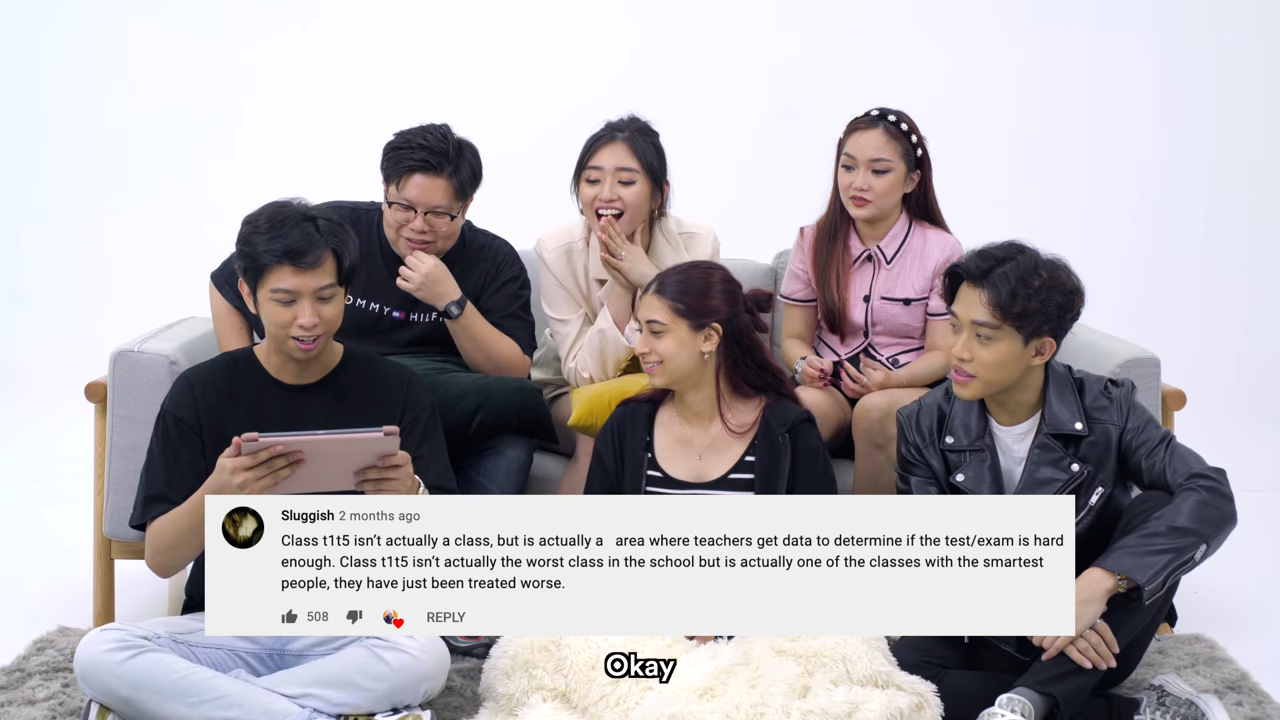 OMMY HILF
Sluggish 2 months ago
Class t1t5 isn't actually a class, but is actually a area where teachers get data to determine if the test/exam is hard
enough. Class t1t5 isn't actually the worst class in the school but is actually one of the classes with the smartest
people, they have just been treated worse.
508 REPLY
Okay